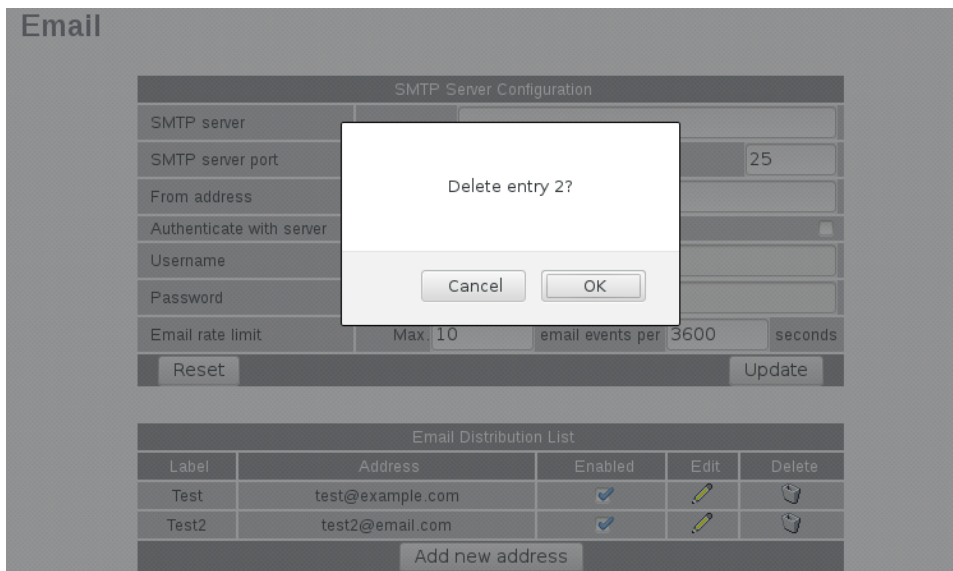 Email
SMTP Server Configuration
SMTP server
SMTP server port 25
From address
Authenticate with server
Username
Password
Email rate limit Max. 10 email events per 3600 seconds
Reset Update
Delete entry 2?
Cancel OK
Email Distribution List
Label Address Enabled Edit Delete
Test test@example.com
Test2 test2@email.com
Add new address